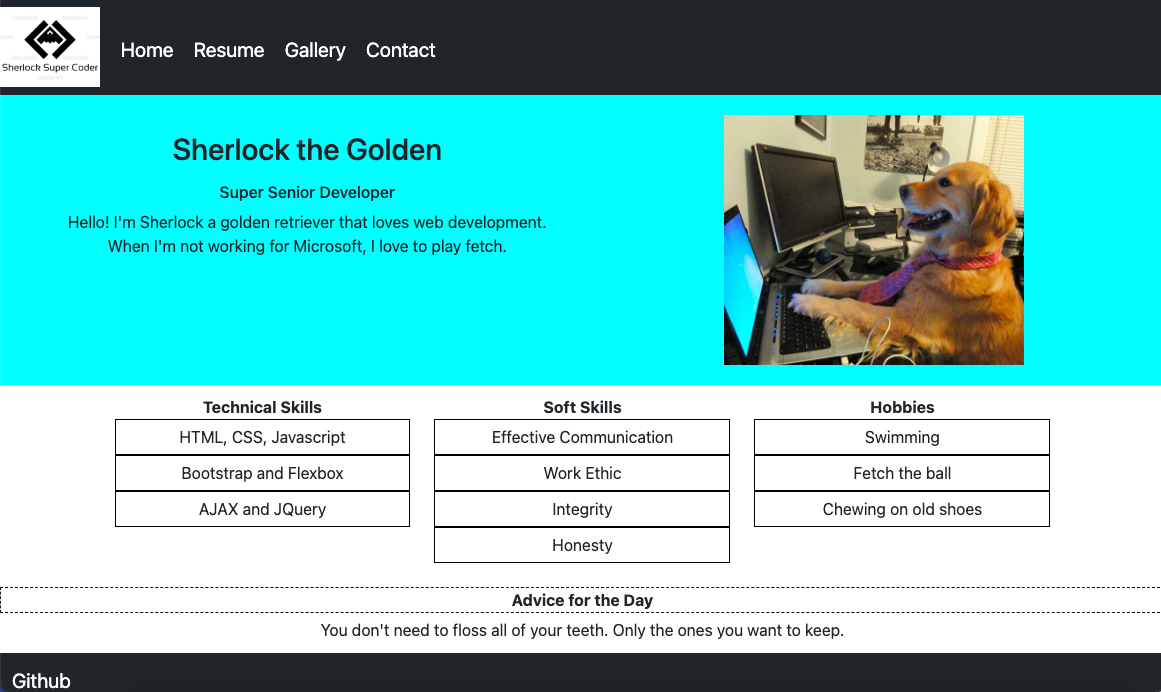 Sherlock Super Coder
Home Resume Gallery Contact
Sherlock the Golden
Super Senior Developer
Hello! I'm Sherlock a golden retriever that loves web development.
When I'm not working for Microsoft, I love to play fetch.
Technical Skills
HTML, CSS, Javascript
Bootstrap and Flexbox
AJAX and JQuery
Soft Skills
Effective Communication
Work Ethic
Integrity
Honesty
Hobbies
Swimming
Fetch the ball
Chewing on old shoes
Advice for the Day
You don't need to floss all of your teeth. Only the ones you want to keep.
Github